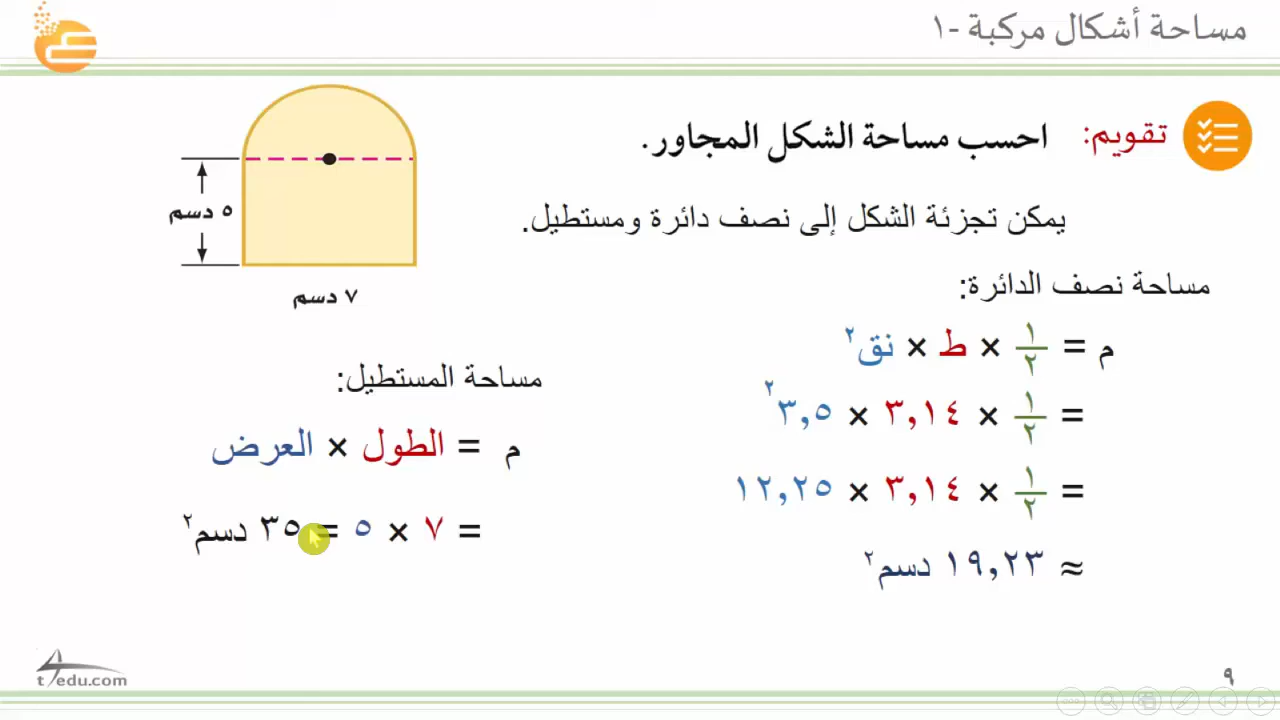 مساحة أشكال مركبة -١
تقويم: احسب مساحة الشكل المجاور.
يمكن تجزئة الشكل إلى نصف دائرة ومستطيل.
٥ دسم
٧ دسم
مساحة نصف الدائرة:
م = ١/٢ × ط × نق٢
= ١/٢ × ٣,١٤ × ٣,٥٢
= ١/٢ × ٣,١٤ × ١٢,٢٥
≈ ١٩,٢٣ دسم٢
مساحة المستطيل:
م = الطول × العرض
= ٧ × ٥ = ٣٥ دسم٢
t4edu.com
٩